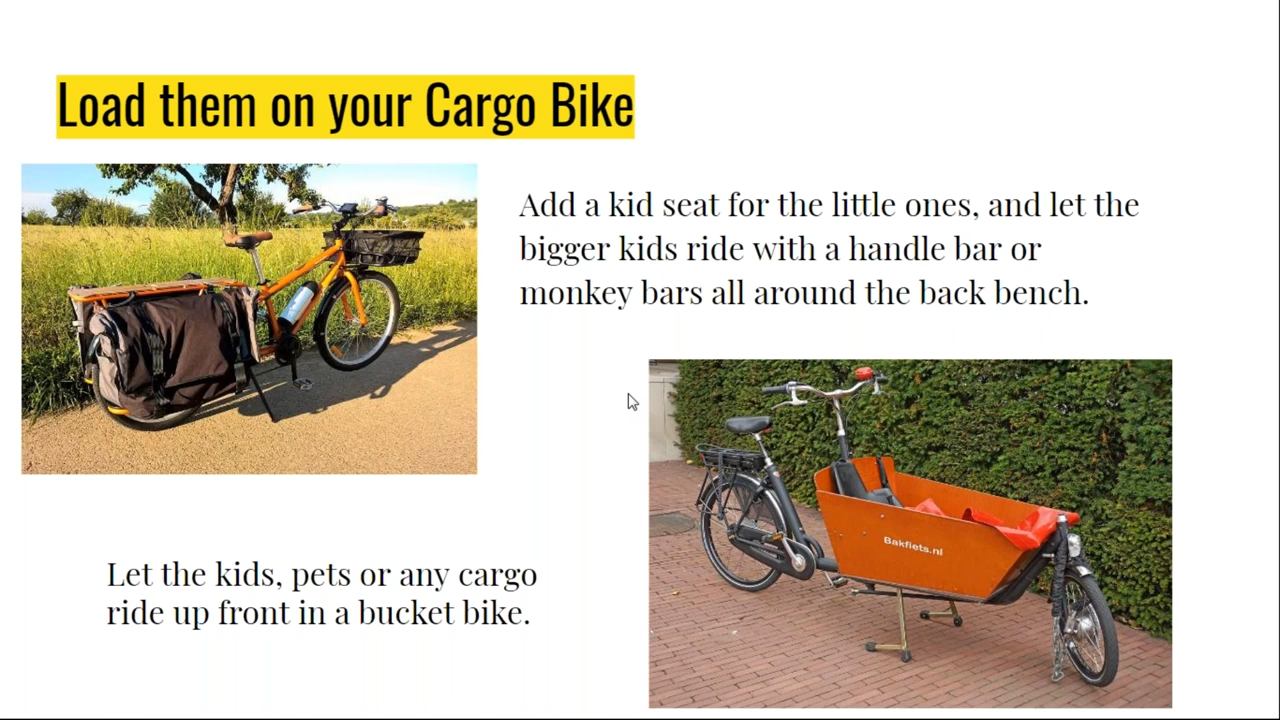 Load them on your Cargo Bike
Add a kid seat for the little ones, and let the
bigger kids ride with a handle bar or
monkey bars all around the back bench.
Bakfiets.nl
Let the kids, pets or any cargo
ride up front in a bucket bike.